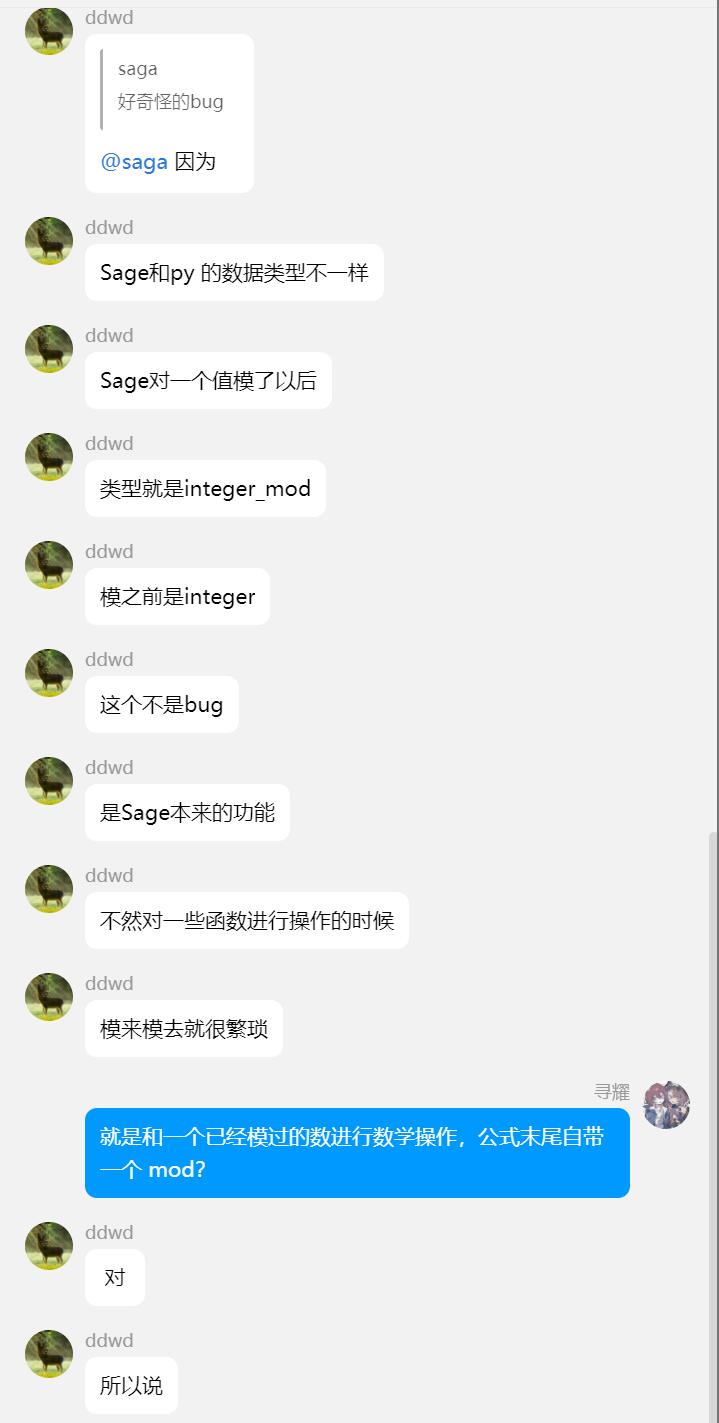 ddwd
saga
好奇怪的bug
@saga 因为
ddwd
Sage和py 的数据类型不一样
ddwd
Sage对一个值模了以后
ddwd
类型就是integer_mod
ddwd
模之前是integer
ddwd
这个不是bug
ddwd
是Sage本来的功能
ddwd
不然对一些函数进行操作的时候
ddwd
模来模去就很繁琐
寻耀
就是和一个已经模过的数进行数学操作，公式末尾自带
一个 mod？
ddwd
对
ddwd
所以说